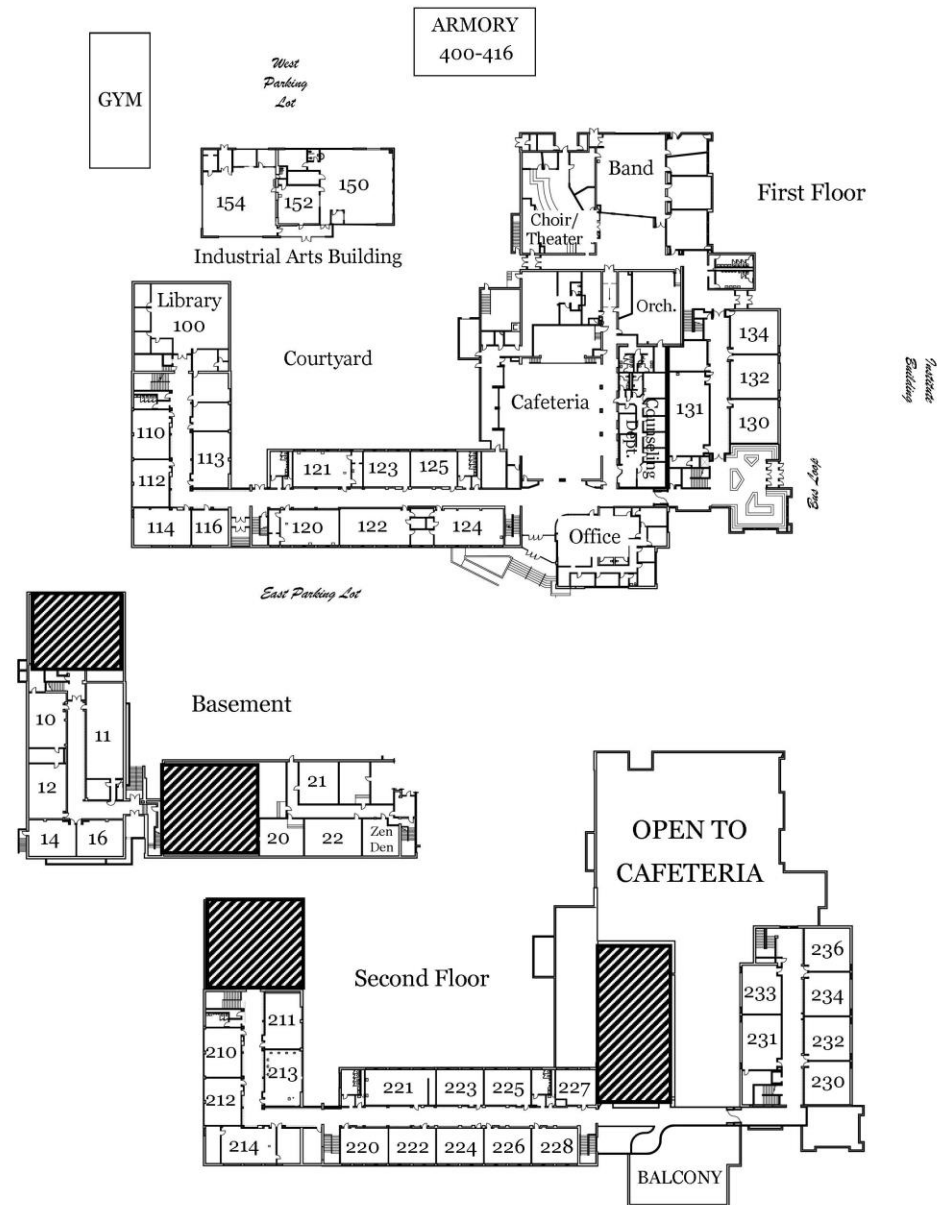 ARMORY
400-416
GYM
West
Parking
Lot
154
152
150
Industrial Arts Building
Band
Choir/
Theater
First Floor
Library
100
Courtyard
Orch.
134
132
130
131
Cafeteria
Counseling
Dept
Institute
Building
Bus Loop
110
112
113
114
116
121
123
125
120
122
124
Office
East Parking Lot
Basement
10
11
12
14
16
21
20
22
Zen
Den
OPEN TO
CAFETERIA
Second Floor
211
210
213
212
214
221
223
225
227
220
222
224
226
228
236
233
234
231
232
230
BALCONY